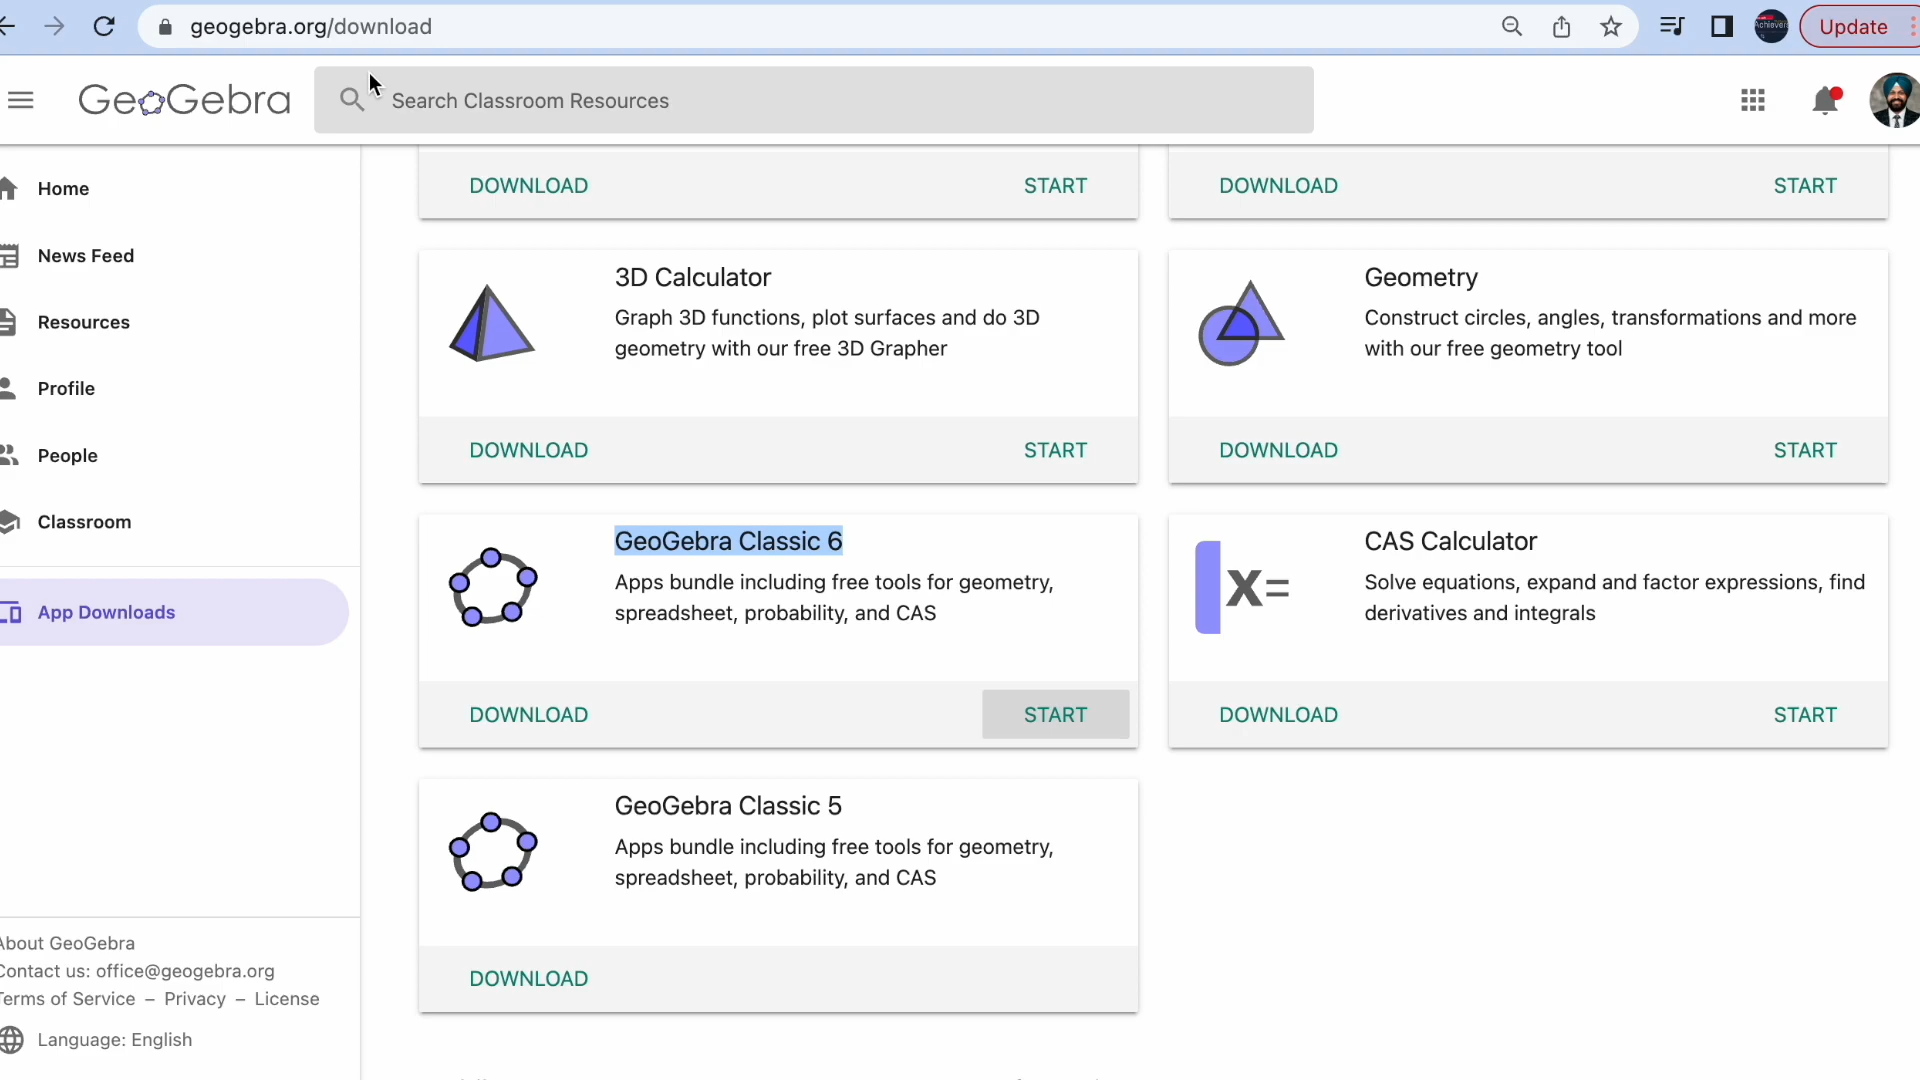 geogebra.org/download
Update
GeoGebra
Search Classroom Resources
Home
News Feed
Resources
Profile
People
Classroom
App Downloads
About GeoGebra
Contact us: office@geogebra.org
Terms of Service – Privacy – License
Language: English
DOWNLOAD START
DOWNLOAD START
3D Calculator
Graph 3D functions, plot surfaces and do 3D
geometry with our free 3D Grapher
DOWNLOAD START
Geometry
Construct circles, angles, transformations and more
with our free geometry tool
DOWNLOAD START
GeoGebra Classic 6
Apps bundle including free tools for geometry,
spreadsheet, probability, and CAS
DOWNLOAD START
X=
CAS Calculator
Solve equations, expand and factor expressions, find
derivatives and integrals
DOWNLOAD START
GeoGebra Classic 5
Apps bundle including free tools for geometry,
spreadsheet, probability, and CAS
DOWNLOAD